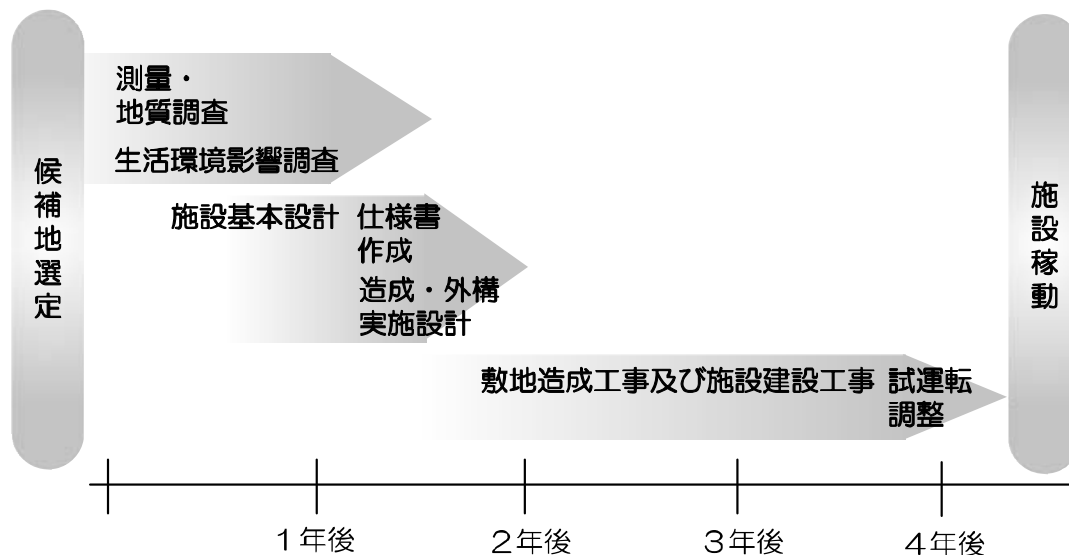 候補地選定
測量・
地質調査
生活環境影響調査
施設基本設計
仕様書
作成
造成・外構
実施設計
敷地造成工事及び施設建設工事
試運転
調整
施設稼動
1年後
2年後
3年後
4年後